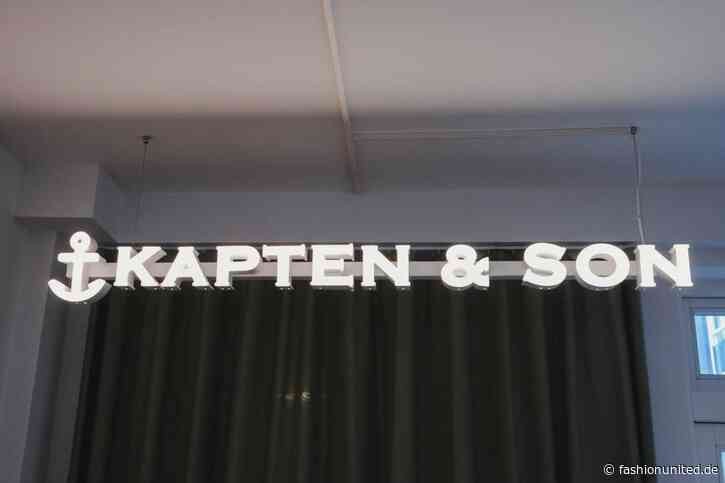 KAPTEN & SON
© fashionunited.de